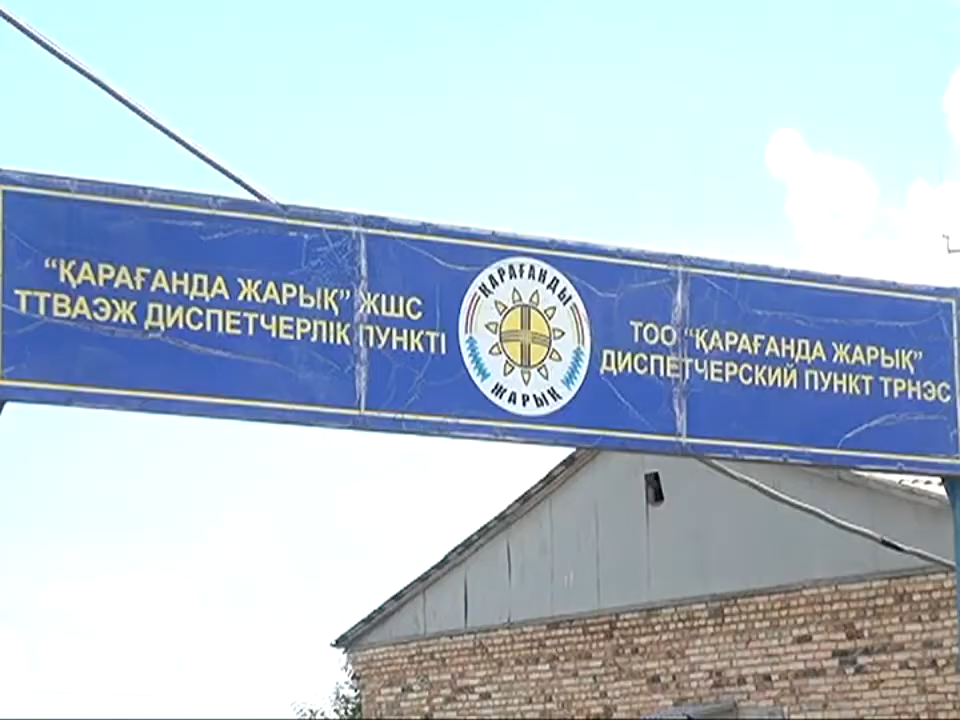 “ҚАРАҒАНДА ЖАРЫҚ” ЖШС
ТТВАЭЖ ДИСПЕТЧЕРЛІК ПУНКТІ
ҚАРАҒАНДЫ
ЖАРЫҚ
ТОО “ҚАРАҒАНДА ЖАРЫҚ”
ДИСПЕТЧЕРСКИЙ ПУНКТ ТРНЭС